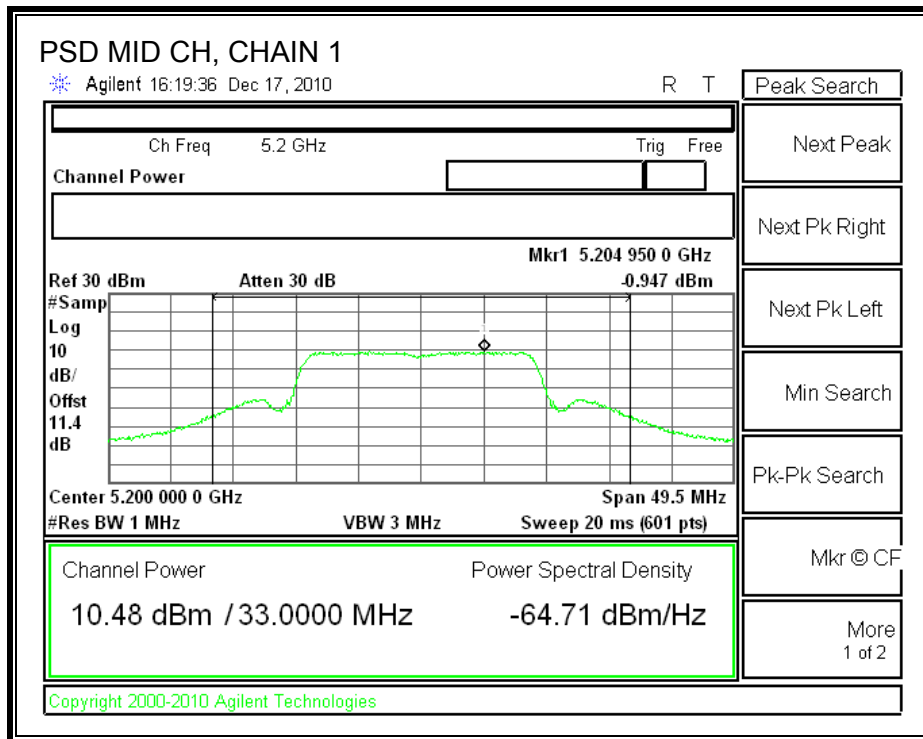 PSD MID CH, CHAIN 1
Agilent 16:19:36 Dec 17, 2010 R T
Peak Search
Ch Freq 5.2 GHz Trig Free
Channel Power
Mkr1 5.204 950 0 GHz
Ref 30 dBm Atten 30 dB -0.947 dBm
#Samp
Log
10
dB/
Offst
11.4
dB
1
Center 5.200 000 0 GHz Span 49.5 MHz
#Res BW 1 MHz VBW 3 MHz Sweep 20 ms (601 pts)
Channel Power Power Spectral Density
10.48 dBm / 33.0000 MHz -64.71 dBm/Hz
Copyright 2000-2010 Agilent Technologies
Next Peak
Next Pk Right
Next Pk Left
Min Search
Pk-Pk Search
Mkr © CF
More
1 of 2